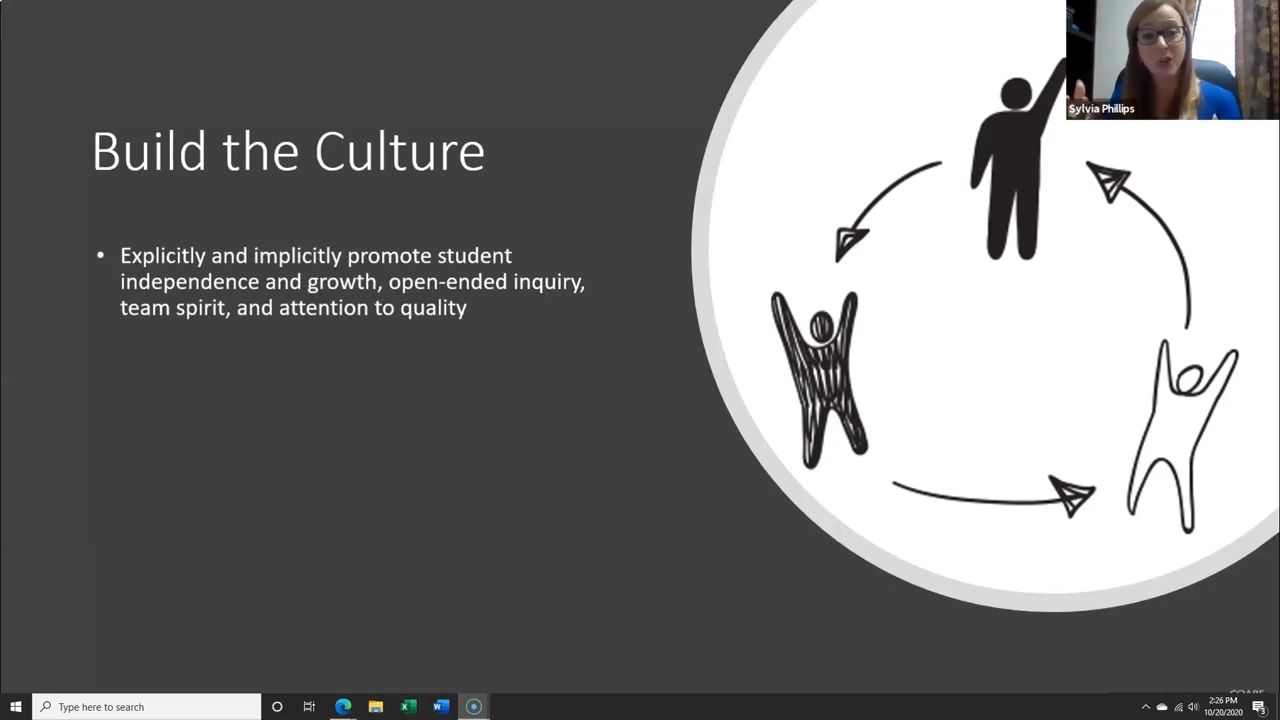 Sylvia Phillips
Build the Culture
• Explicitly and implicitly promote student
independence and growth, open-ended inquiry,
team spirit, and attention to quality
Type here to search
2:26 PM
10/20/2020
3